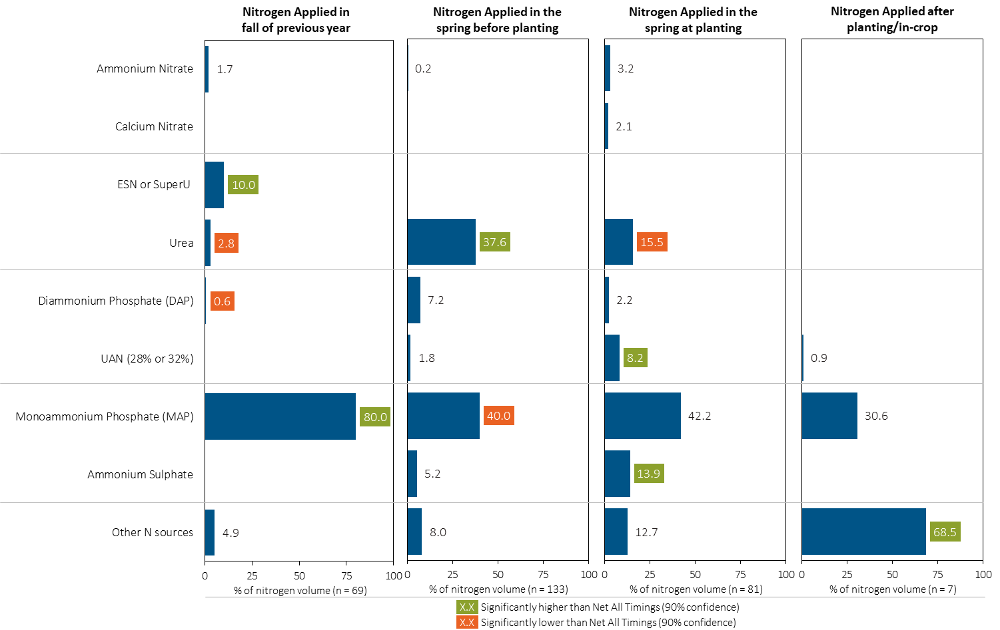 Nitrogen Applied in
fall of previous year
Nitrogen Applied in the
spring before planting
Nitrogen Applied in the
spring at planting
Nitrogen Applied after
planting/in-crop
Ammonium Nitrate
1.7
0.2
3.2
Calcium Nitrate
2.1
ESN or SuperU
10.0
Urea
2.8
37.6
15.5
Diammonium Phosphate (DAP)
0.6
7.2
2.2
UAN (28% or 32%)
1.8
8.2
0.9
Monoammonium Phosphate (MAP)
80.0
40.0
42.2
30.6
Ammonium Sulphate
5.2
13.9
Other N sources
4.9
8.0
12.7
68.5
0 25 50 75 100
0 25 50 75 100
0 25 50 75 100
0 25 50 75 100
% of nitrogen volume (n = 69)
% of nitrogen volume (n = 133)
% of nitrogen volume (n = 81)
% of nitrogen volume (n = 7)
X.X Significantly higher than Net All Timings (90% confidence)
X.X Significantly lower than Net All Timings (90% confidence)